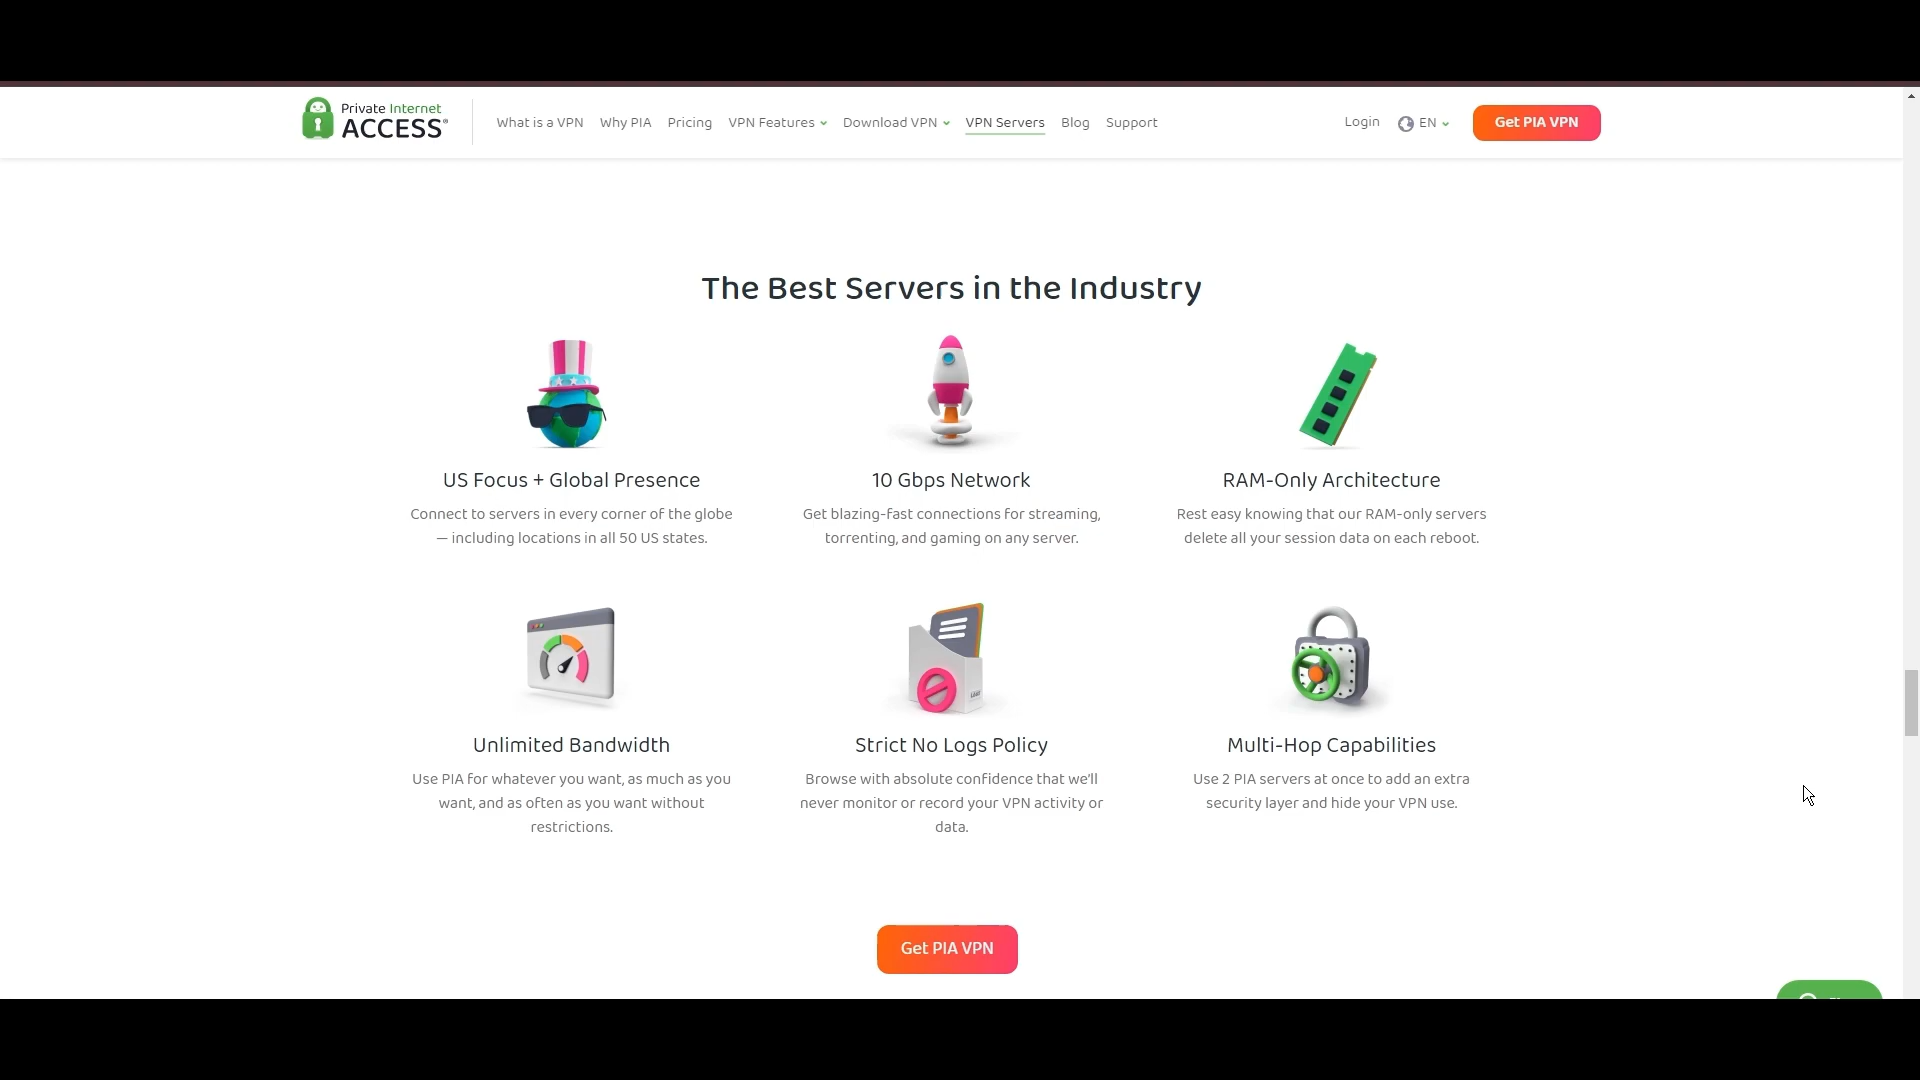 Private Internet
ACCESS®
What is a VPN
Why PIA
Pricing
VPN Features
Download VPN
VPN Servers
Blog
Support
Login
EN
Get PIA VPN
The Best Servers in the Industry
US Focus + Global Presence
Connect to servers in every corner of the globe
— including locations in all 50 US states.
10 Gbps Network
Get blazing-fast connections for streaming,
torrenting, and gaming on any server.
RAM-Only Architecture
Rest easy knowing that our RAM-only servers
delete all your session data on each reboot.
Unlimited Bandwidth
Use PIA for whatever you want, as much as you
want, and as often as you want without
restrictions.
Strict No Logs Policy
Browse with absolute confidence that we'll
never monitor or record your VPN activity or
data.
Multi-Hop Capabilities
Use 2 PIA servers at once to add an extra
security layer and hide your VPN use.
Get PIA VPN